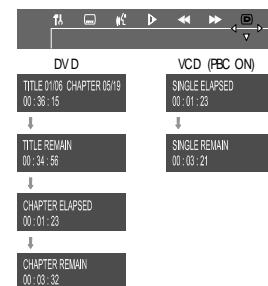 DVD
VCD (PBC ON)
TITLE 01/06 CHAPTER 05/19
00 : 36 : 15
SINGLE ELAPSED
00 : 01 : 23
TITLE REMAIN
00 : 34 : 56
SINGLE REMAIN
00 : 03 : 21
CHAPTER ELAPSED
00 : 01 : 23
CHAPTER REMAIN
00 : 03 : 32